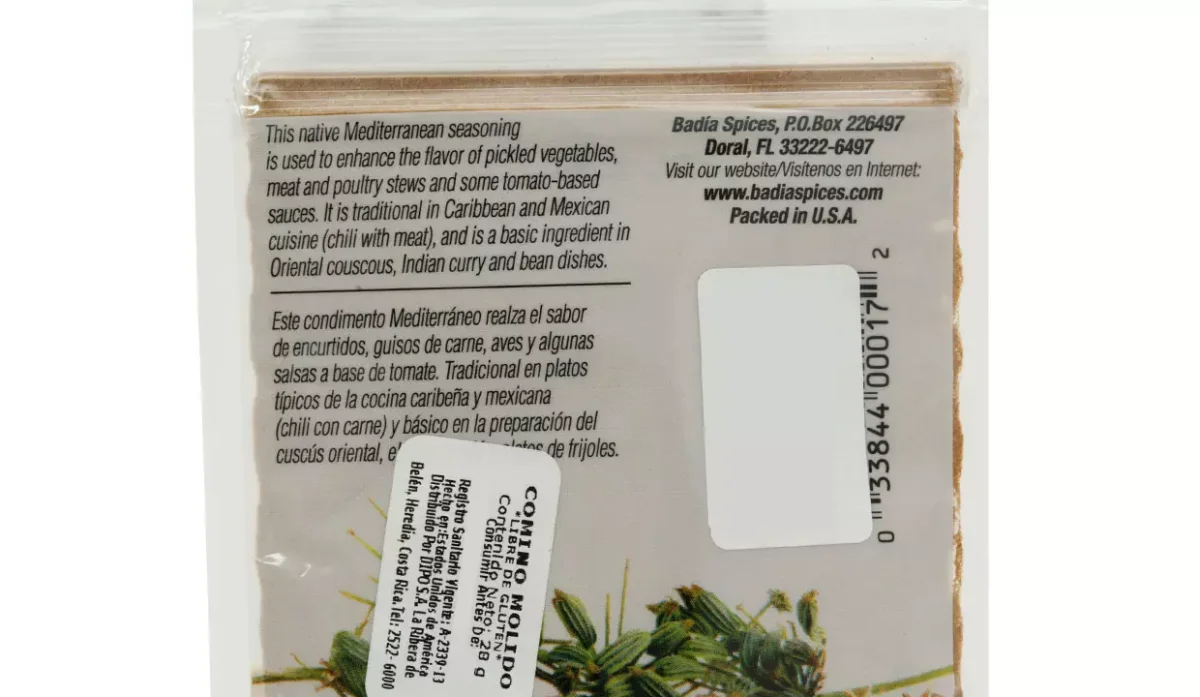 This native Mediterranean seasoning
is used to enhance the flavor of pickled vegetables,
meat and poultry stews and some tomato-based
sauces. It is traditional in Caribbean and Mexican
cuisine (chili with meat), and is a basic ingredient in
Oriental couscous, Indian curry and bean dishes.
Este condimento Mediterráneo realza el sabor
de encurtidos, guisos de carne, aves y algunas
salsas a base de tomate. Tradicional en platos
típicos de la cocina caribeña y mexicana
(chili con carne) y básico en la preparación del
cuscús oriental, de frijoles.
Badía Spices, P.O.Box 226497
Doral, FL 33222-6497
Visit our website/Visítenos en Internet:
www.badiaspices.com
Packed in U.S.A.
0 33844 00017 2
COMINO MOLIDO
*LIBRE DE GLUTEN*
Contenido Neto: 28 g
Consumir Antes de:
Registro Sanitario Vigente: A-2339-13
Hecho en:Estados Unidos de América
Distribuido Por DIPO S.A. La Ribera de
Belén, Heredia, Costa Rica.Tel: 2522- 6000